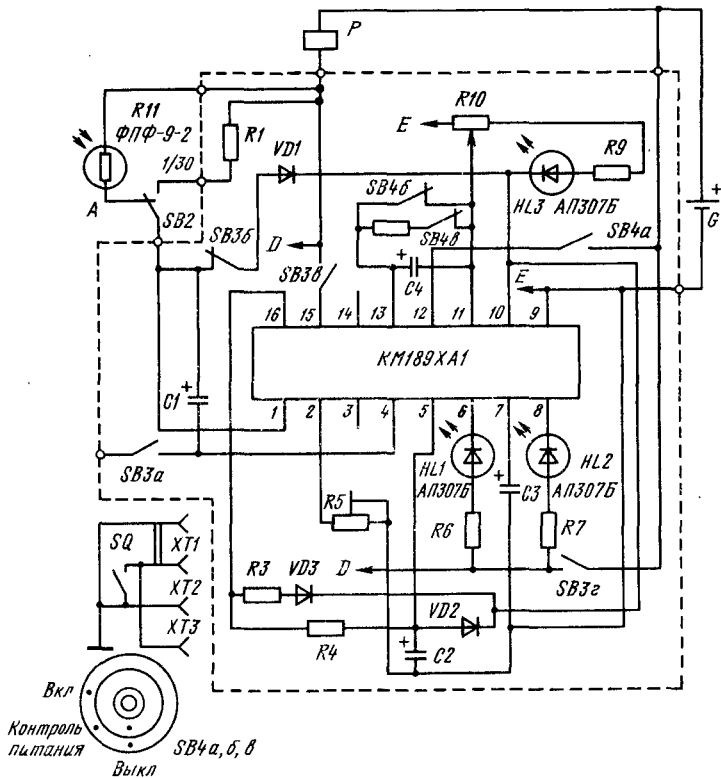 P
R11
ФПФ-9-2
1/30
A
SB2
R1
VD1
E
R10
R9
HL3 АП307Б
SB4б
SB4в
SB4а
+
G
SB3б
D
SB3в
+
C4
E
16 15 14 13 12 11 10 9
КМ189ХА1
1 2 3 4 5 6 7 8
+
C1
SB3а
R5
HL1
АП307Б
+
C3
HL2
АП307Б
R6
R7
SB3г
SQ
XT1
XT2
XT3
R3
VD3
D
VD2
R4
+
C2
Вкл
Контроль
питания
Выкл
SB4а, б, в